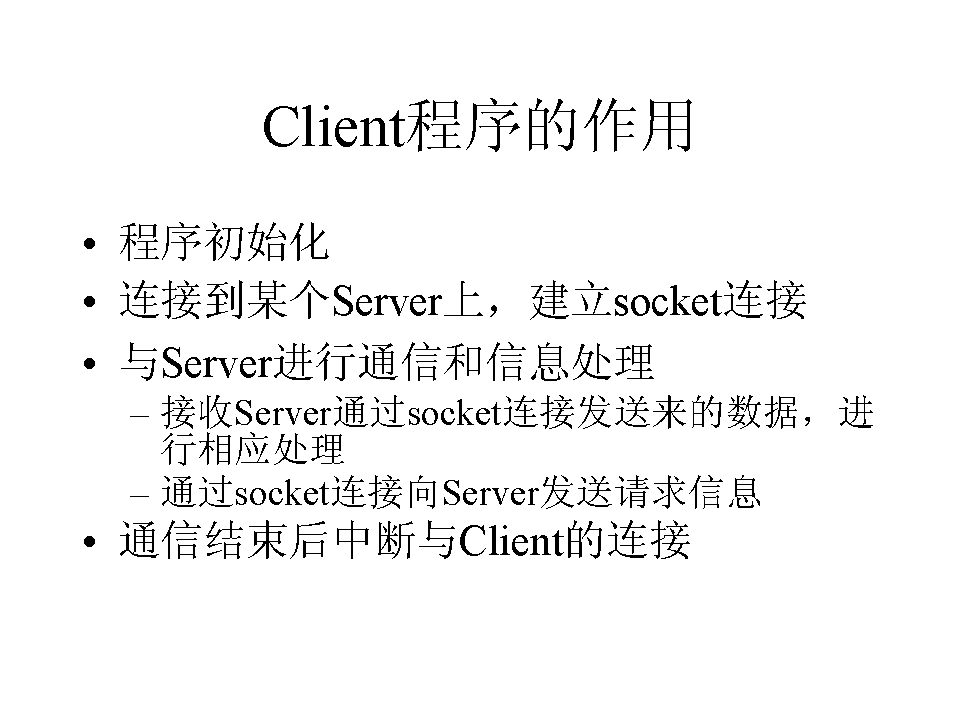 Client程序的作用
• 程序初始化
• 连接到某个Server上，建立socket连接
• 与Server进行通信和信息处理
– 接收Server通过socket连接发送来的数据，进
行相应处理
– 通过socket连接向Server发送请求信息
• 通信结束后中断与Client的连接